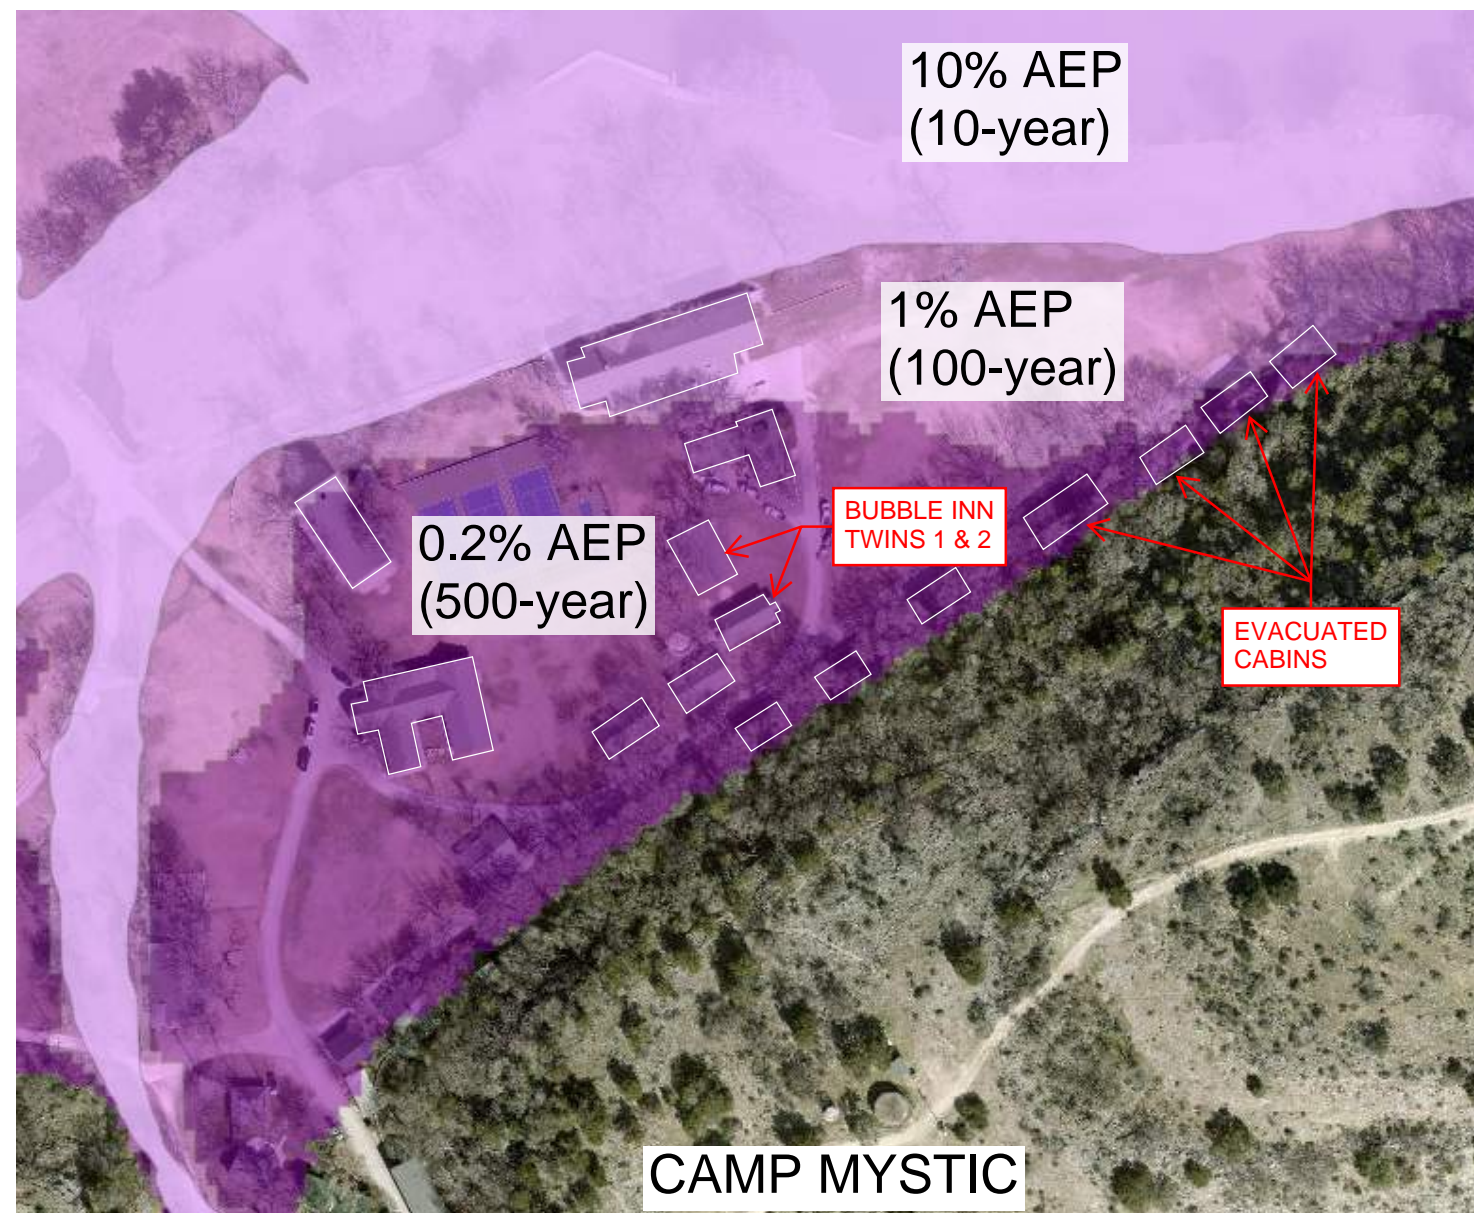 10% AEP
(10-year)
1% AEP
(100-year)
BUBBLE INN
TWINS 1 & 2
0.2% AEP
(500-year)
EVACUATED
CABINS
CAMP MYSTIC